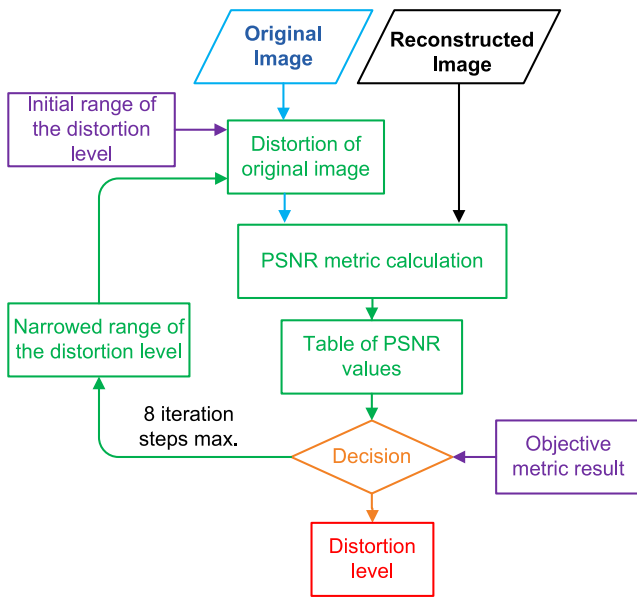 Original
Image
Reconstructed
Image
Initial range of
the distortion
level
Distortion of
original image
PSNR metric calculation
Narrowed range of
the distortion level
Table of PSNR
values
8 iteration
steps max.
Decision
Objective
metric result
Distortion
level